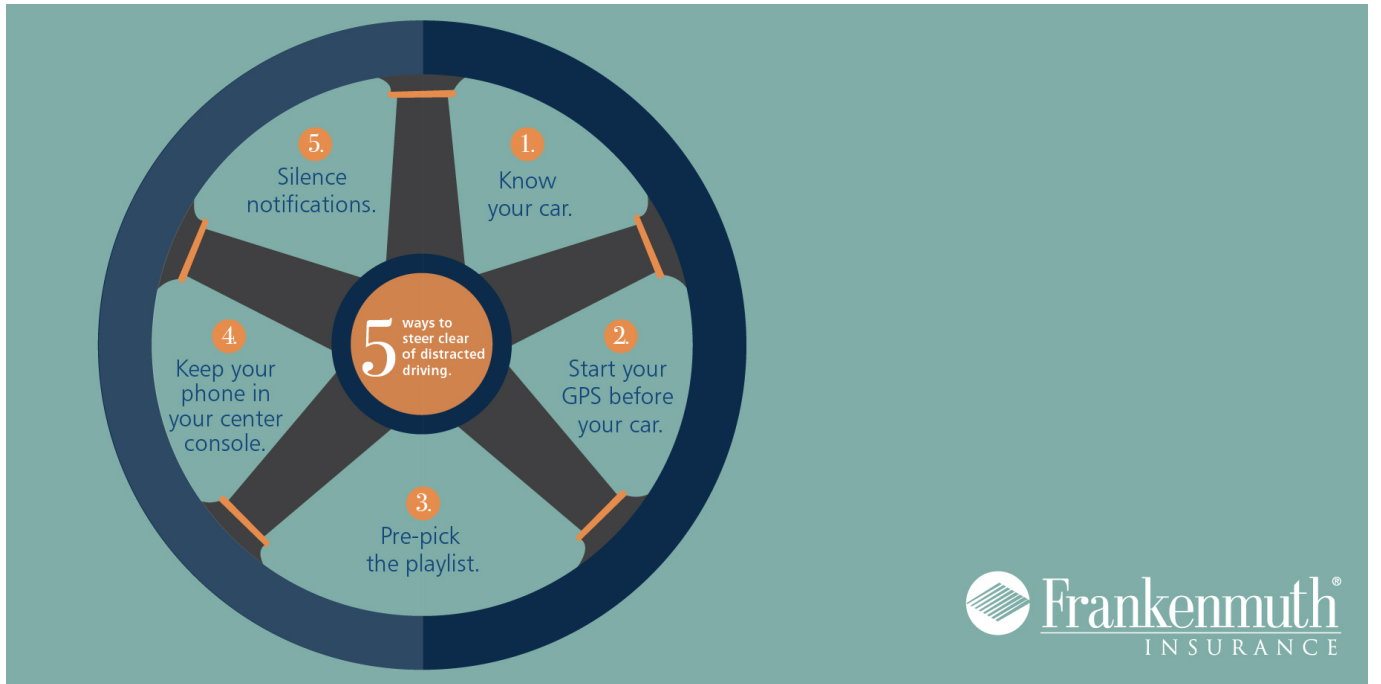 5
ways to
steer clear
of distracted
driving.
1.
Know
your car.
2.
Start your
GPS before
your car.
3.
Pre-pick
the playlist.
4.
Keep your
phone in
your center
console.
5.
Silence
notifications.
Frankenmuth®
INSURANCE